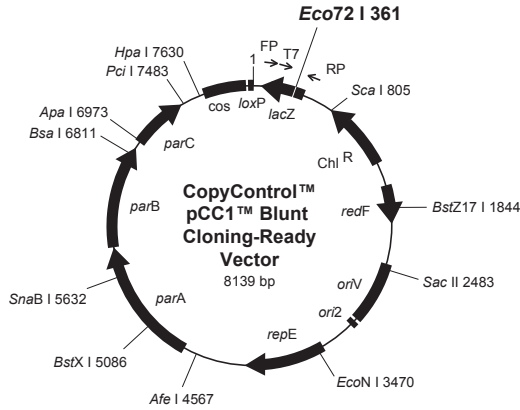 Eco72 I 361
Hpa I 7630
Pci I 7483
1
FP
T7
RP
Sca I 805
cos
loxP
lacZ
Apa I 6973
Bsa I 6811
parC
Chl R
CopyControl™
pCC1™ Blunt
Cloning-Ready
Vector
8139 bp
parB
redF
BstZ17 I 1844
oriV
Sac II 2483
ori2
SnaB I 5632
parA
repE
BstX I 5086
EcoN I 3470
Afe I 4567